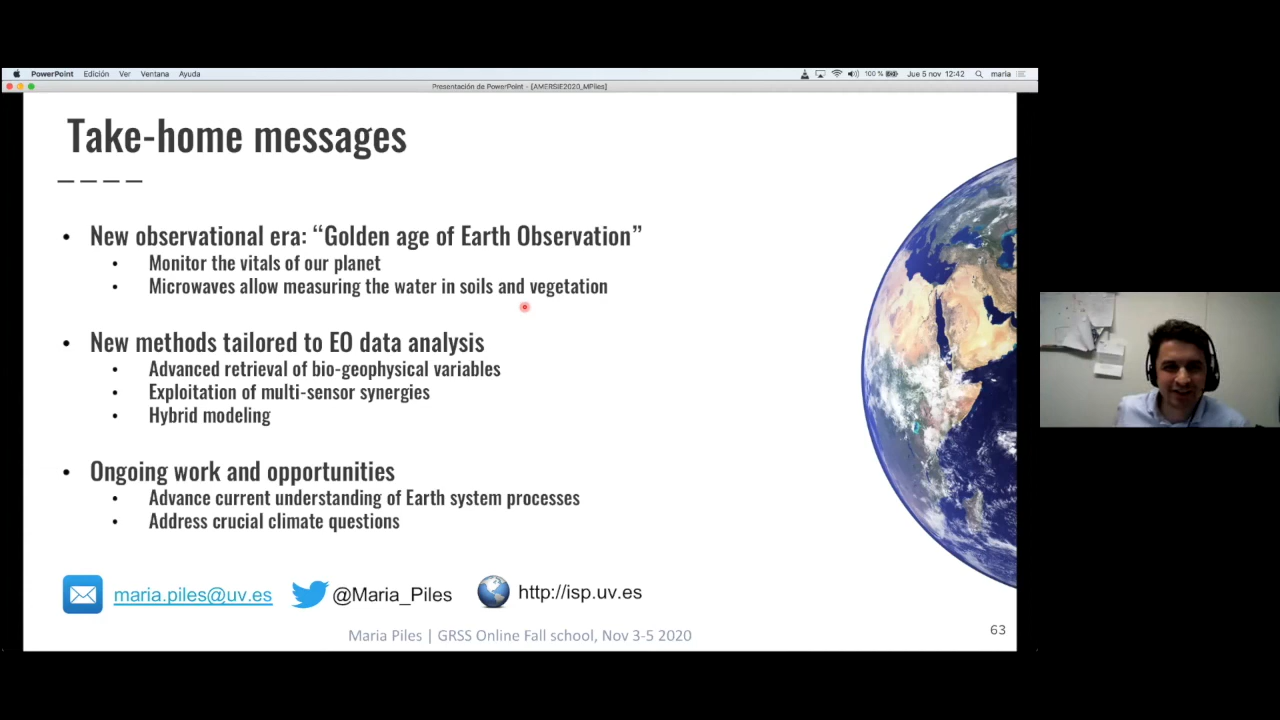 PowerPoint Edición Ver Ventana Ayuda 100 % Jue 5 nov 12:42 maria
Presentación de PowerPoint - [AMERSIE2020_MPiles]
Take-home messages
• New observational era: “Golden age of Earth Observation”
• Monitor the vitals of our planet
• Microwaves allow measuring the water in soils and vegetation
• New methods tailored to EO data analysis
• Advanced retrieval of bio-geophysical variables
• Exploitation of multi-sensor synergies
• Hybrid modeling
• Ongoing work and opportunities
• Advance current understanding of Earth system processes
• Address crucial climate questions
maria.piles@uv.es @Maria_Piles http://isp.uv.es
Maria Piles | GRSS Online Fall school, Nov 3-5 2020
63